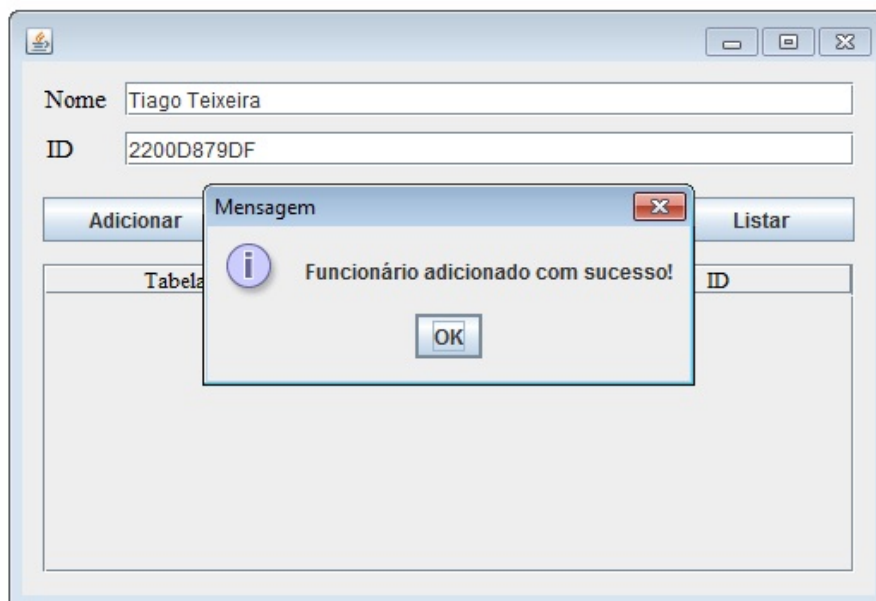 Nome Tiago Teixeira
ID 2200D879DF
Mensagem
Adicionar Listar
Funcionário adicionado com sucesso!
Tabela ID
OK